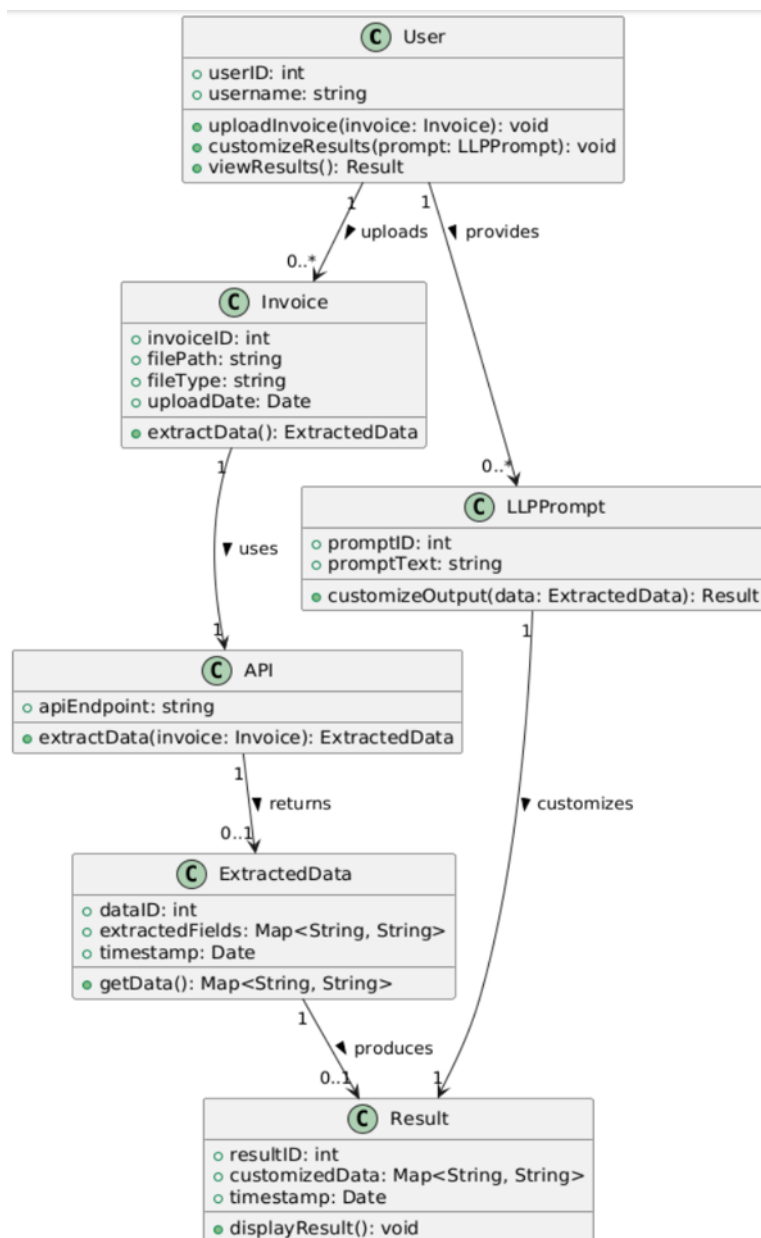 C User
userID: int
username: string
uploadInvoice(invoice: Invoice): void
customizeResults(prompt: LLPPrompt): void
viewResults(): Result
1 1
uploads provides
0..*
C Invoice
invoiceID: int
filePath: string
fileType: string
uploadDate: Date
extractData(): ExtractedData
1
0..*
C LLPPrompt
promptID: int
promptText: string
customizeOutput(data: ExtractedData): Result
uses
1
1
C API
apiEndpoint: string
extractData(invoice: Invoice): ExtractedData
1
returns customizes
0..1
C ExtractedData
dataID: int
extractedFields: Map<String, String>
timestamp: Date
getData(): Map<String, String>
1
produces
0..1 1
C Result
resultID: int
customizedData: Map<String, String>
timestamp: Date
displayResult(): void